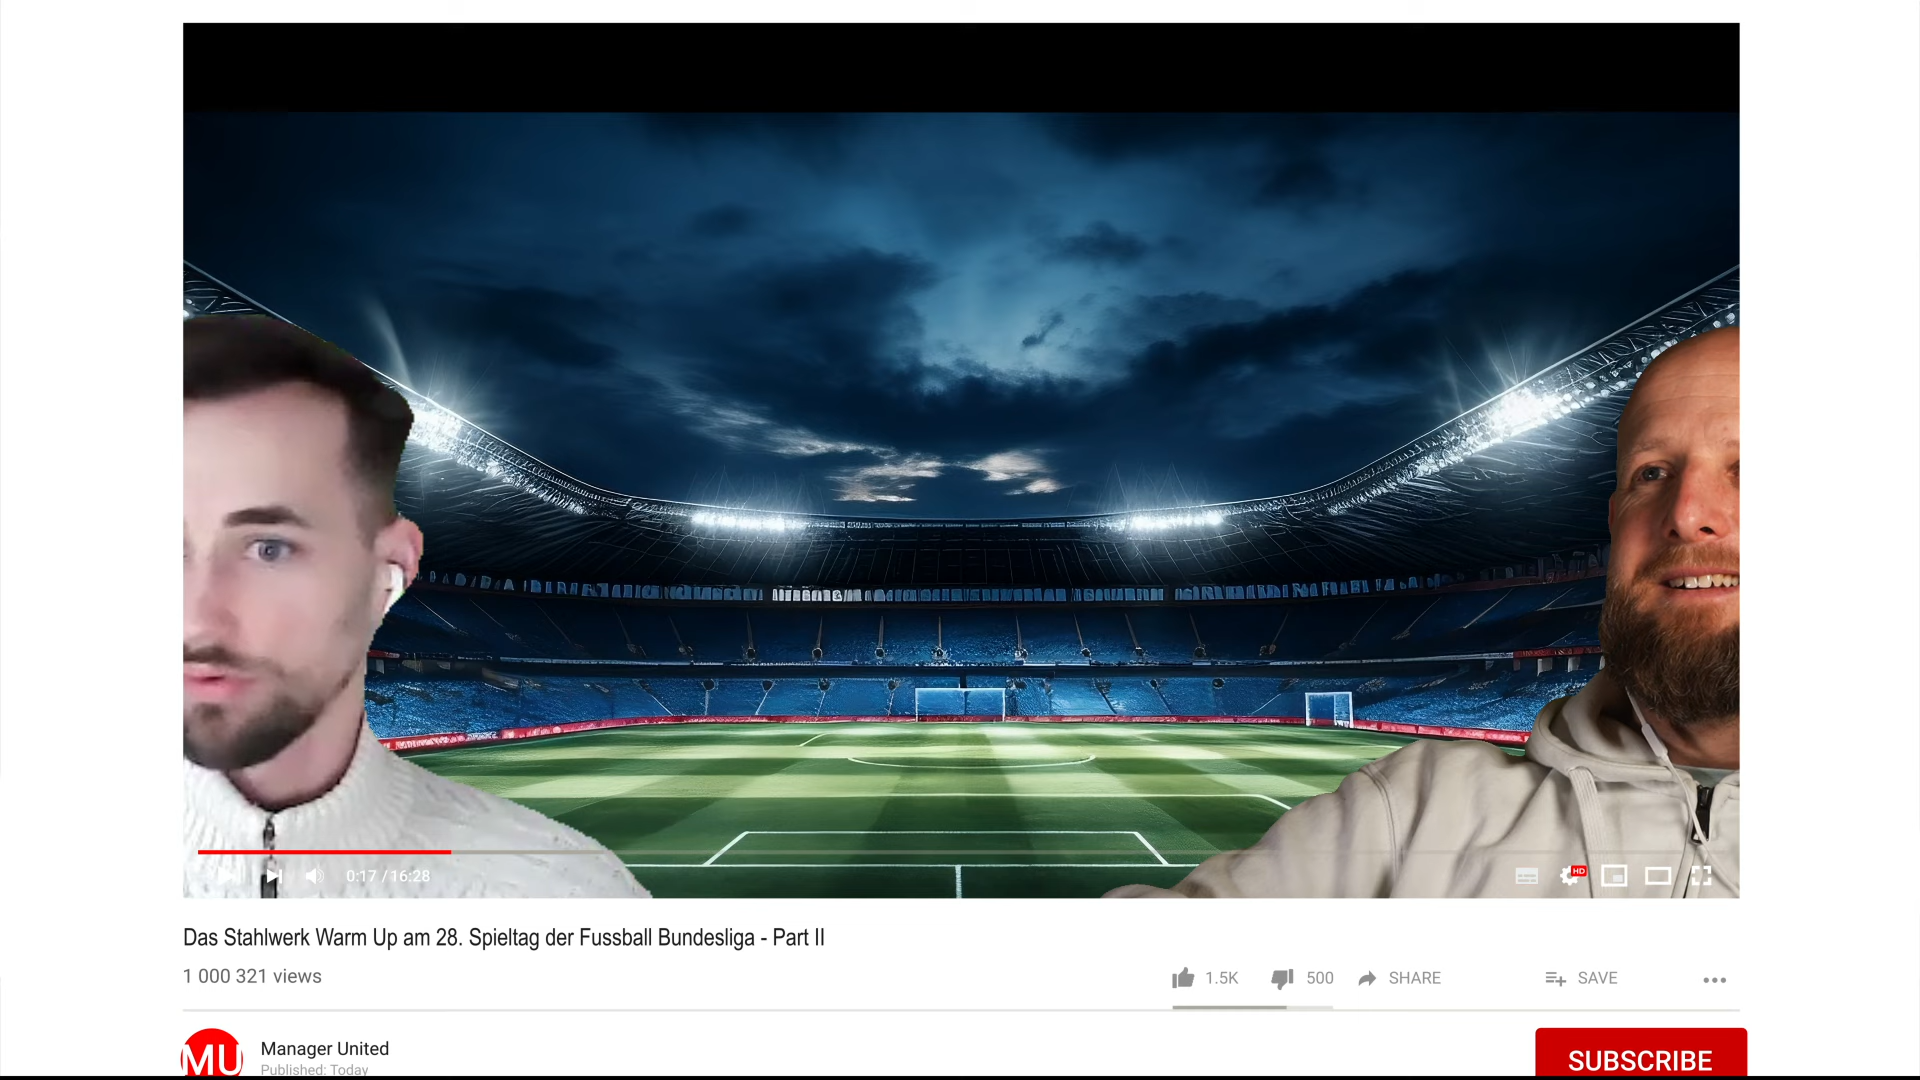 0:17 / 16:28
HD
Das Stahlwerk Warm Up am 28. Spieltag der Fussball Bundesliga - Part II
1 000 321 views
1.5K
500
SHARE
SAVE
MU
Manager United
Published: Today
SUBSCRIBE